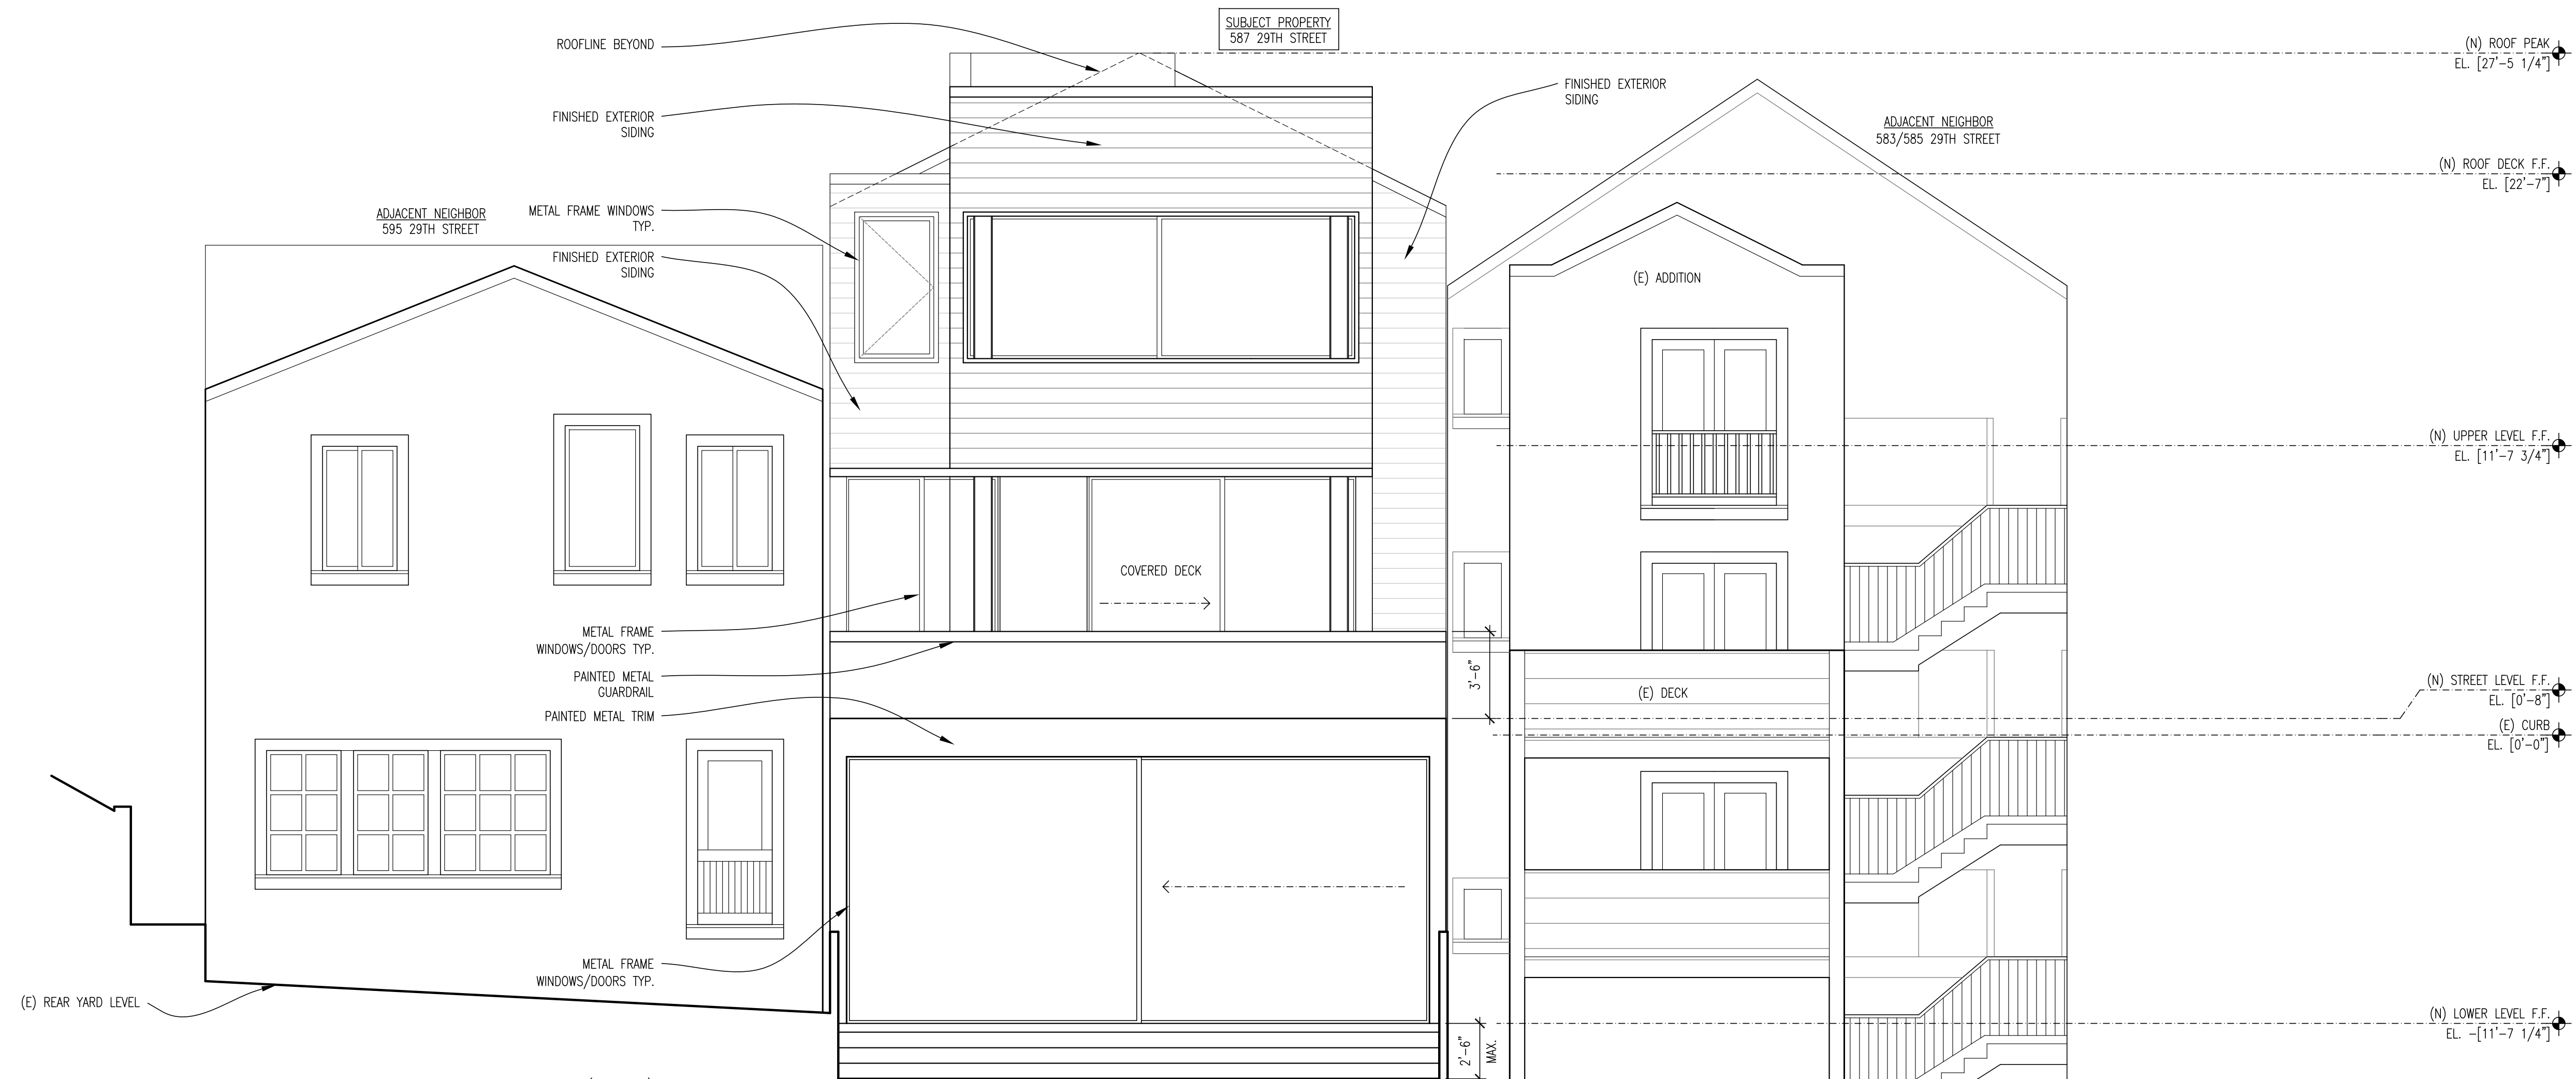 SUBJECT PROPERTY
587 29TH STREET
ROOFLINE BEYOND
(N) ROOF PEAK
EL. [27'-5 1/4"]
FINISHED EXTERIOR
SIDING
FINISHED EXTERIOR
SIDING
ADJACENT NEIGHBOR
583/585 29TH STREET
(N) ROOF DECK F.F.
EL. [22'-7"]
ADJACENT NEIGHBOR
595 29TH STREET
METAL FRAME WINDOWS
TYP.
FINISHED EXTERIOR
SIDING
(E) ADDITION
(N) UPPER LEVEL F.F.
EL. [11'-7 3/4"]
COVERED DECK
METAL FRAME
WINDOWS/DOORS TYP.
PAINTED METAL
GUARDRAIL
3'-6"
(E) DECK
(N) STREET LEVEL F.F.
EL. [0'-8"]
PAINTED METAL TRIM
(E) CURB
EL. [0'-0"]
METAL FRAME
WINDOWS/DOORS TYP.
(E) REAR YARD LEVEL
(N) LOWER LEVEL F.F.
EL. -[11'-7 1/4"]
2'-6"
MAX.